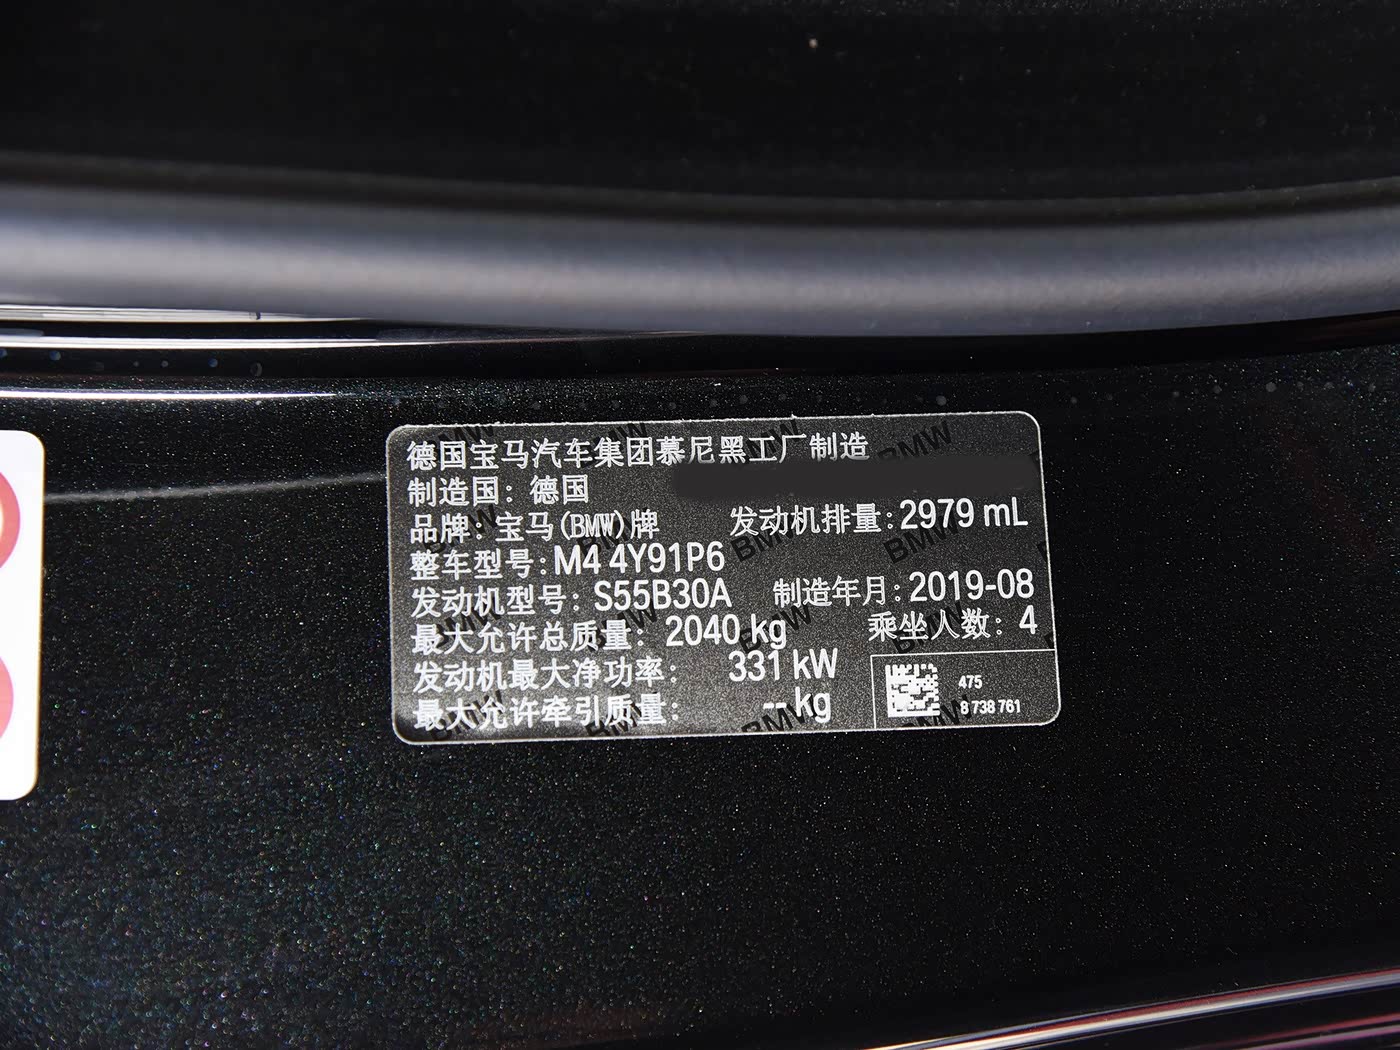 德国宝马汽车集团慕尼黑工厂制造
制造国：德国
品牌：宝马(BMW)牌 发动机排量:2979 mL
整车型号:M4 4Y91P6
发动机型号：S55B30A 制造年月:2019-08
最大允许总质量：2040 kg 乘坐人数：4
发动机最大净功率：331 kW
最大允许牵引质量：-- kg
475
8 738 761